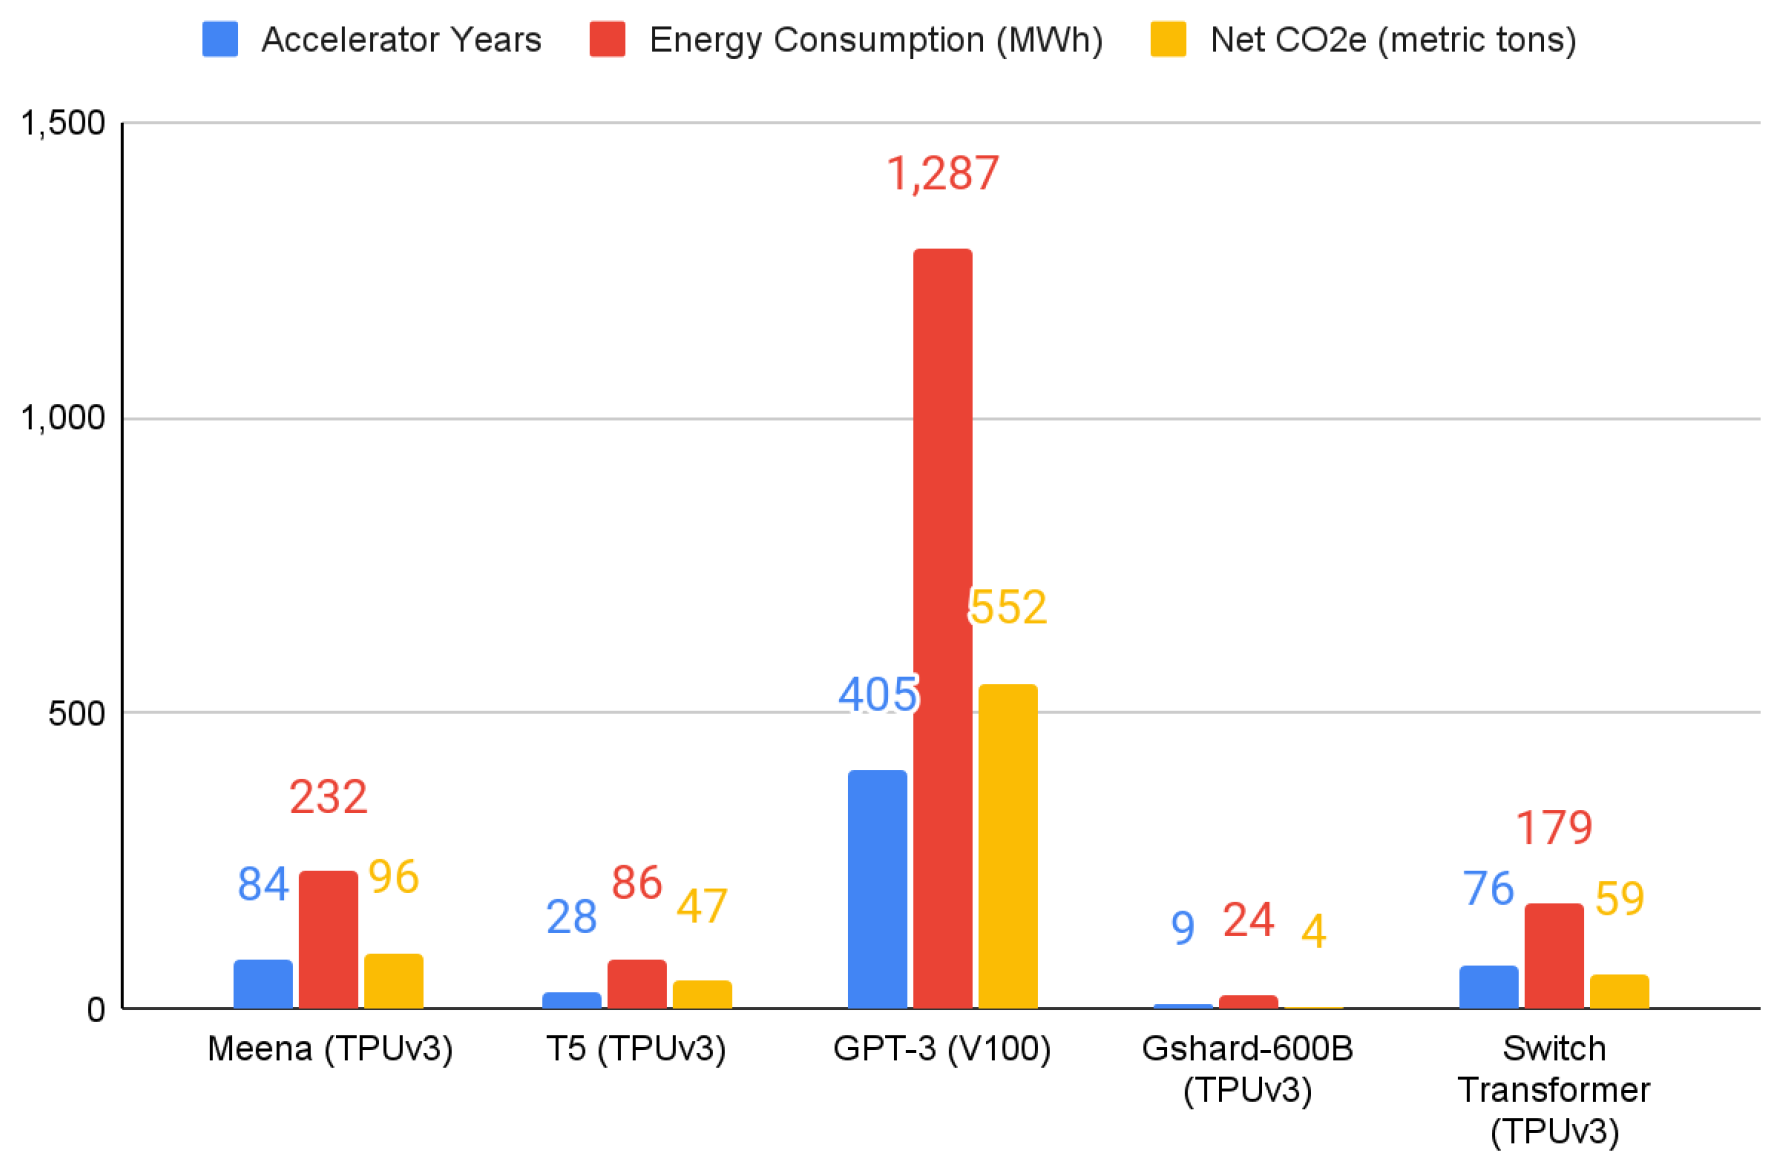 Accelerator Years Energy Consumption (MWh) Net CO2e (metric tons)
1,500
1,000
500
0
84 232 96
28 86 47
405 1,287 552
9 24 4
76 179 59
Meena (TPUv3)
T5 (TPUv3)
GPT-3 (V100)
Gshard-600B
(TPUv3)
Switch
Transformer
(TPUv3)